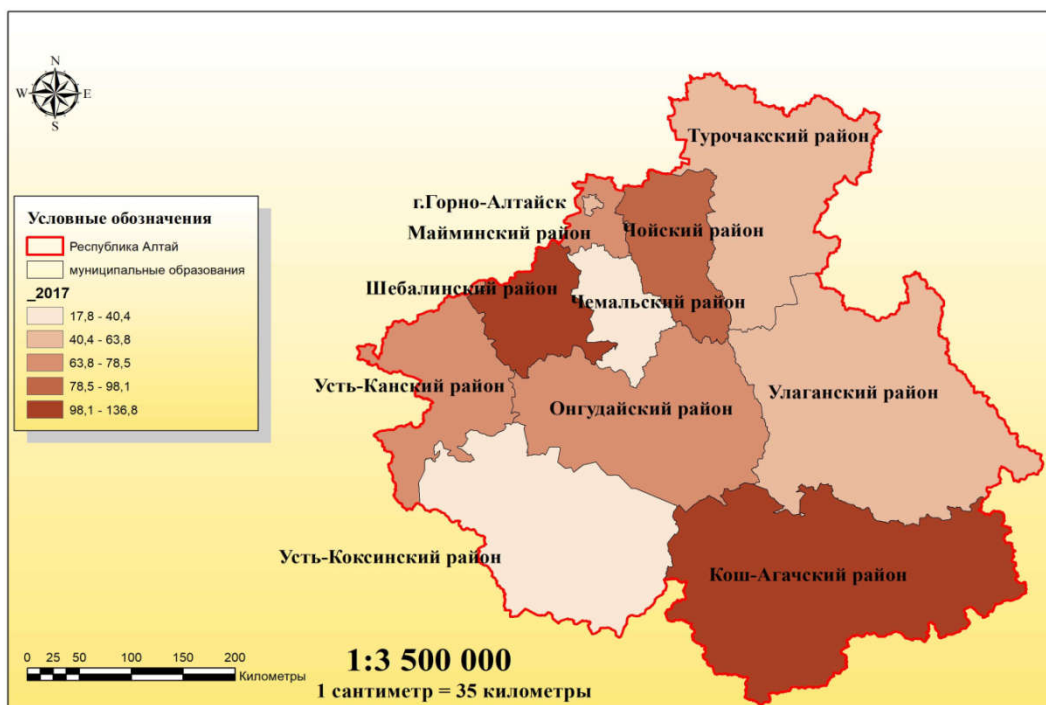 N
W E
S
Турочакский район
г.Горно-Алтайск
Майминский район
Чойский район
Шебалинский район
Чемальский район
Усть-Канский район
Онгудайский район
Улаганский район
Усть-Коксинский район
Кош-Агачский район
Условные обозначения
Республика Алтай
муниципальные образования
_2017
17,8 - 40,4
40,4 - 63,8
63,8 - 78,5
78,5 - 98,1
98,1 - 136,8
0 25 50 100 150 200
Километры
1:3 500 000
1 сантиметр = 35 километры